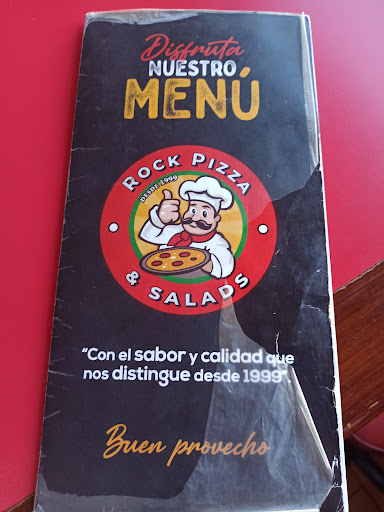 Disfruta
NUESTRO
MENÚ
ROCK PIZZA
DESDE 1999
& SALADS
"Con el sabor y calidad que
nos distingue desde 1999".
Buen provecho